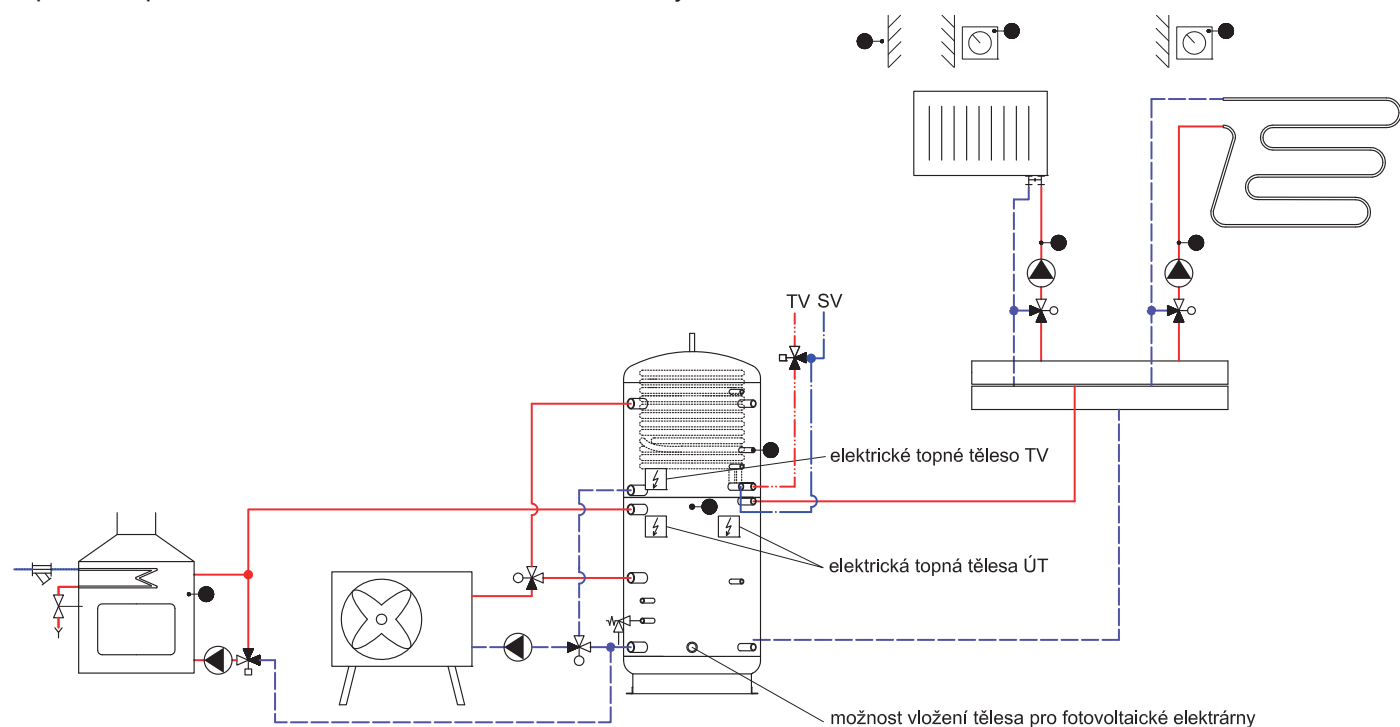 TV SV
elektrické topné těleso TV
elektrická topná tělesa ÚT
možnost vložení tělesa pro fotovoltaické elektrárny